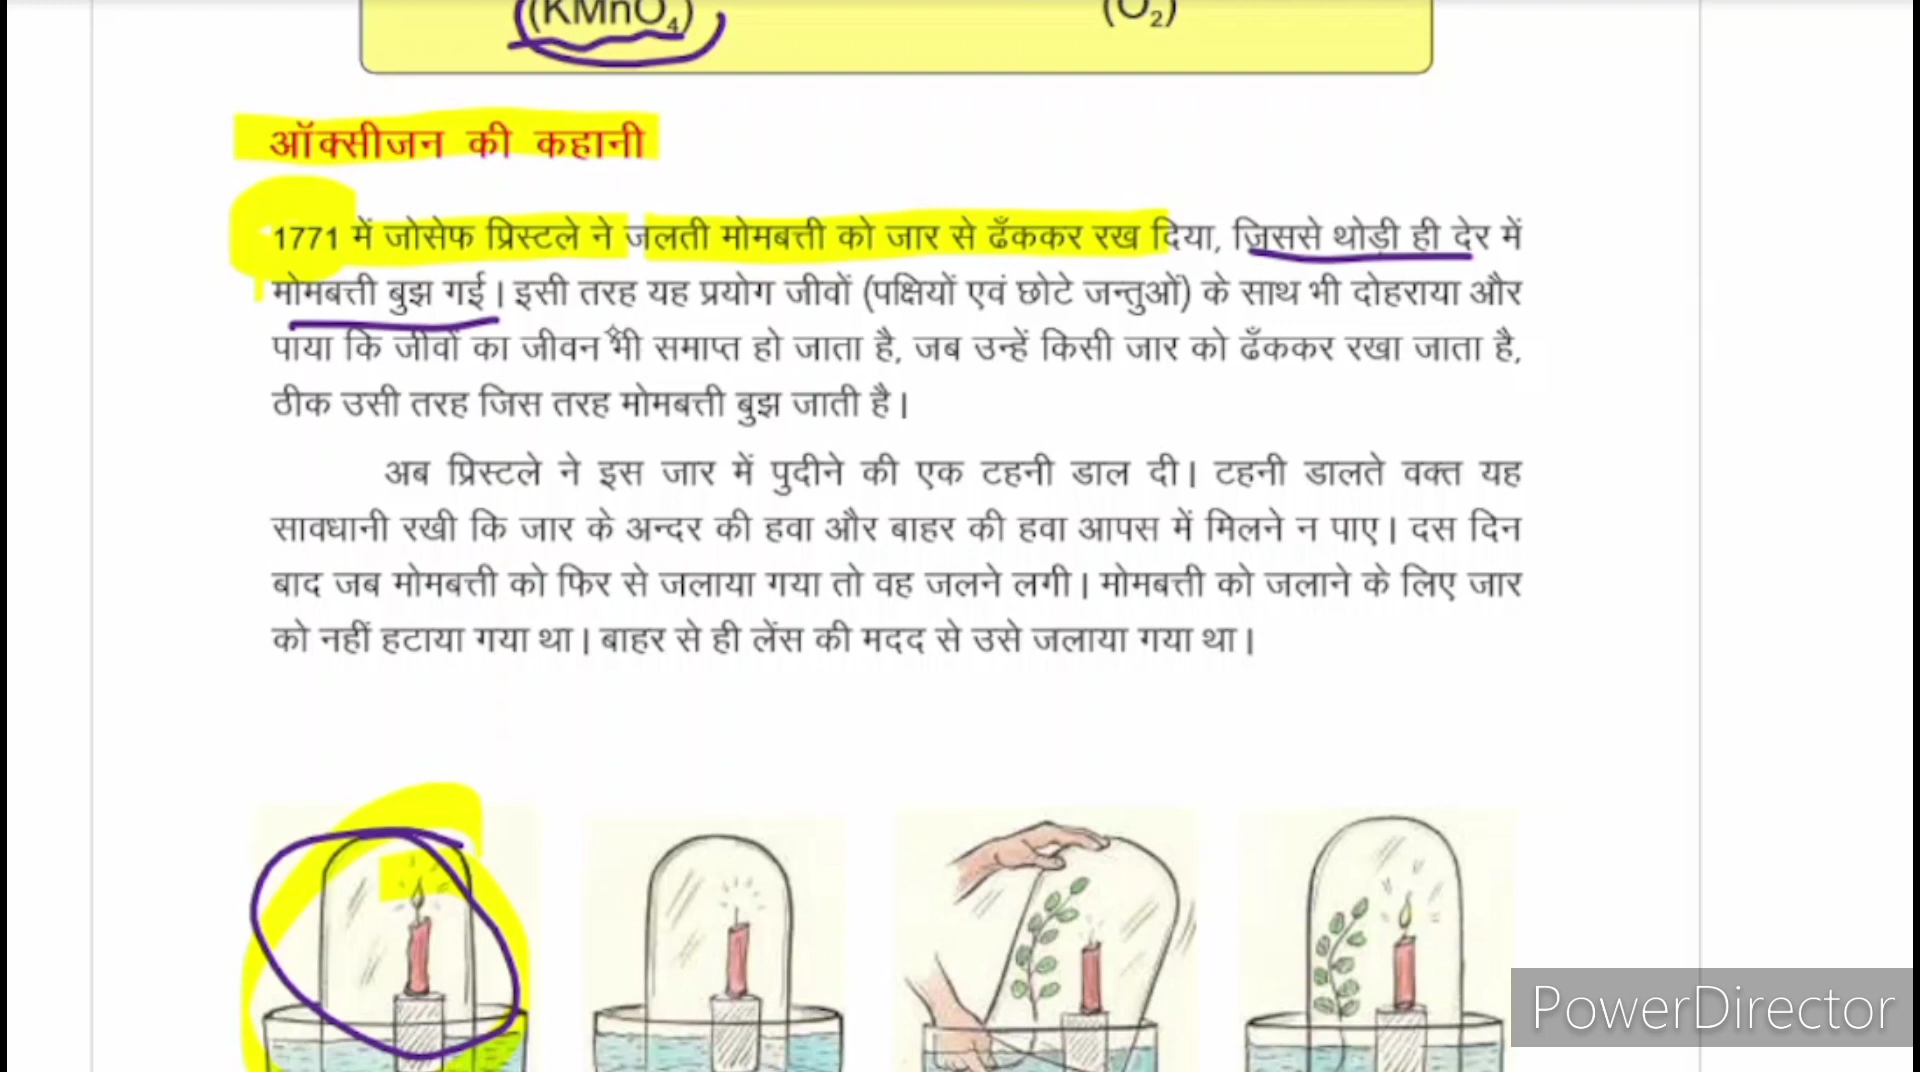 (KMnO₄) (O₂)
ऑक्सीजन की कहानी
1771 में जोसेफ प्रिस्टले ने जलती मोमबत्ती को जार से ढँककर रख दिया, जिससे थोड़ी ही देर में
मोमबत्ती बुझ गई। इसी तरह यह प्रयोग जीवों (पक्षियों एवं छोटे जन्तुओं) के साथ भी दोहराया और
पाया कि जीवों का जीवन भी समाप्त हो जाता है, जब उन्हें किसी जार को ढँककर रखा जाता है,
ठीक उसी तरह जिस तरह मोमबत्ती बुझ जाती है।
अब प्रिस्टले ने इस जार में पुदीने की एक टहनी डाल दी। टहनी डालते वक्त यह
सावधानी रखी कि जार के अन्दर की हवा और बाहर की हवा आपस में मिलने न पाए। दस दिन
बाद जब मोमबत्ती को फिर से जलाया गया तो वह जलने लगी। मोमबत्ती को जलाने के लिए जार
को नहीं हटाया गया था। बाहर से ही लेंस की मदद से उसे जलाया गया था।
PowerDirector